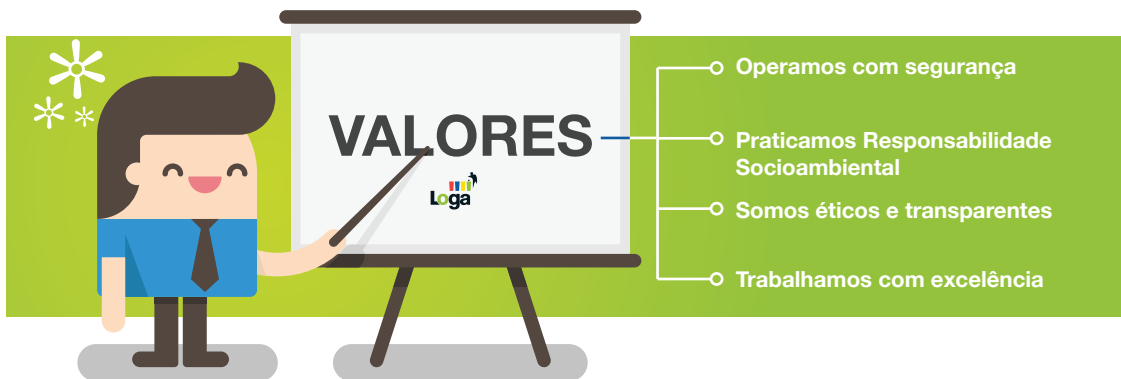 VALORES
Loga
Operamos com segurança
Praticamos Responsabilidade
Socioambiental
Somos éticos e transparentes
Trabalhamos com excelência